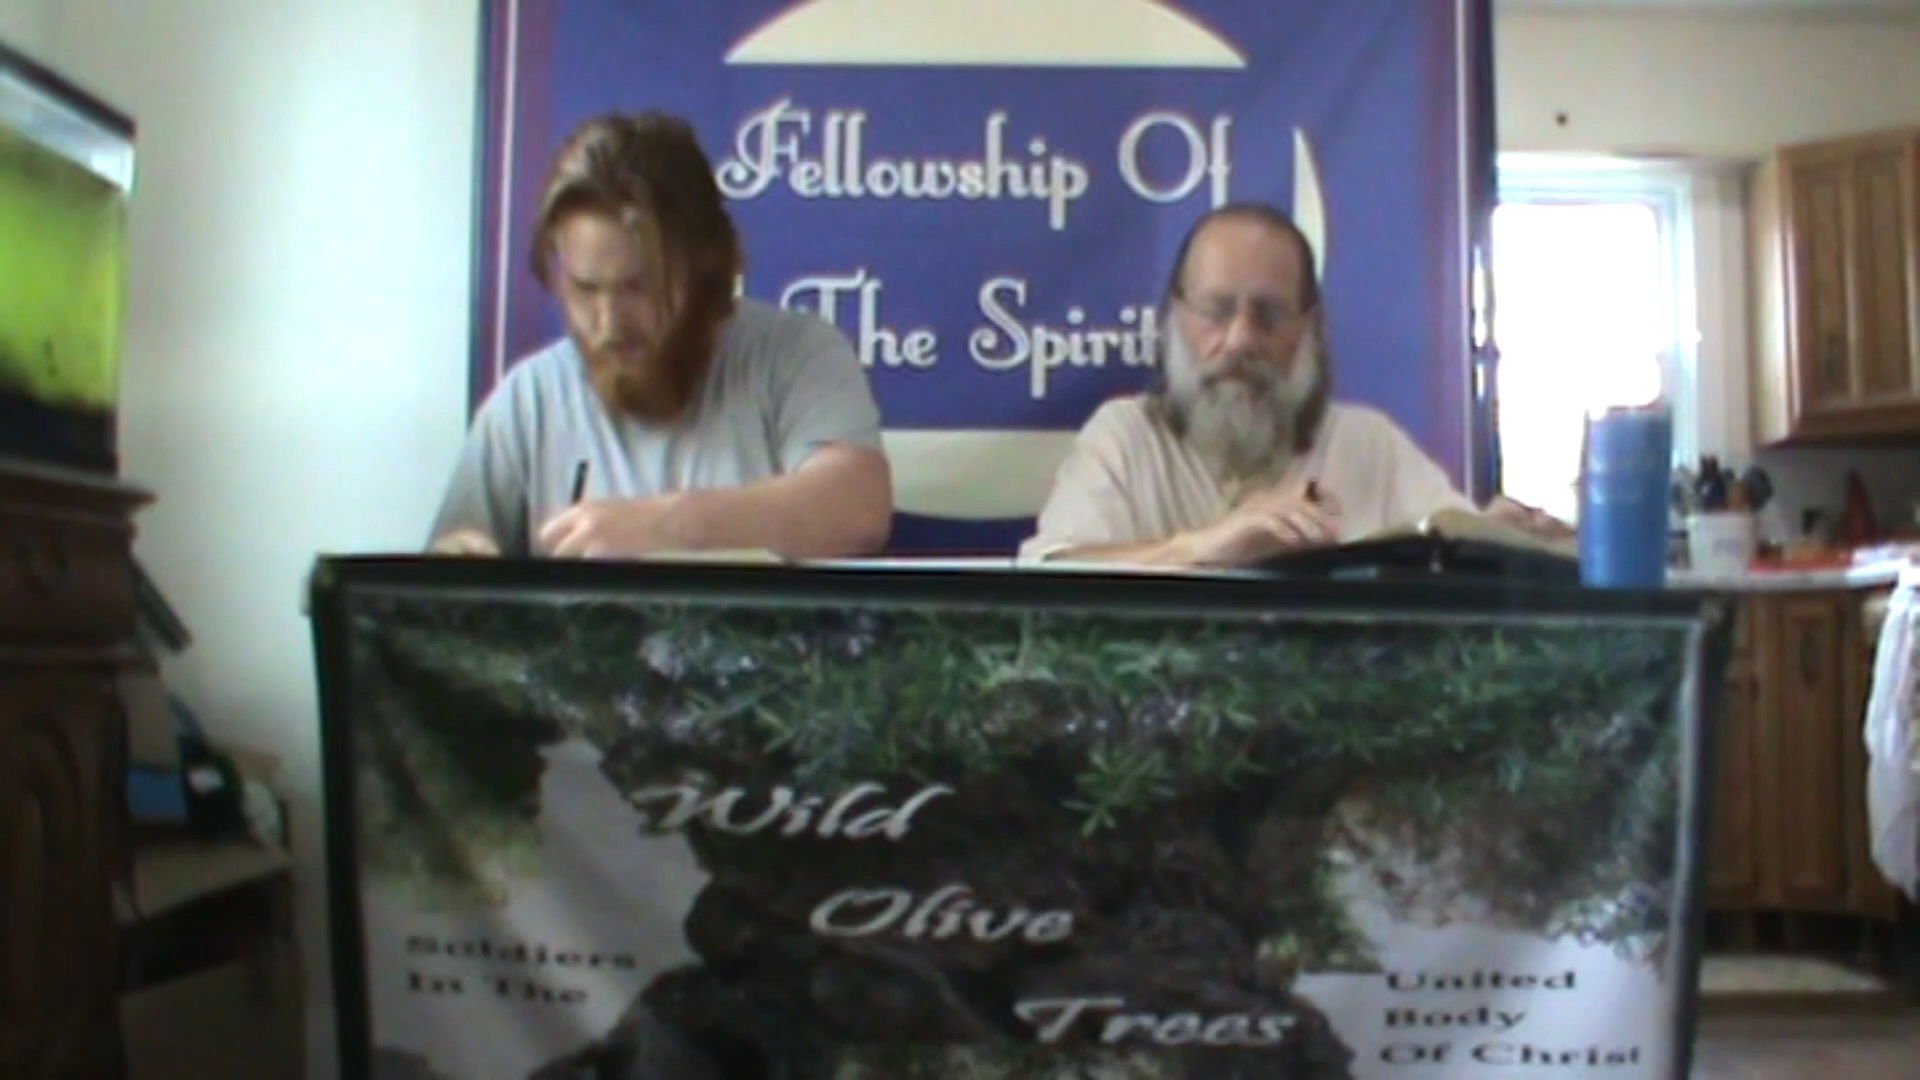 Fellowship Of
The Spirit
Wild
Olive
Trees
Soldiers
In The
United
Body
Of Christ